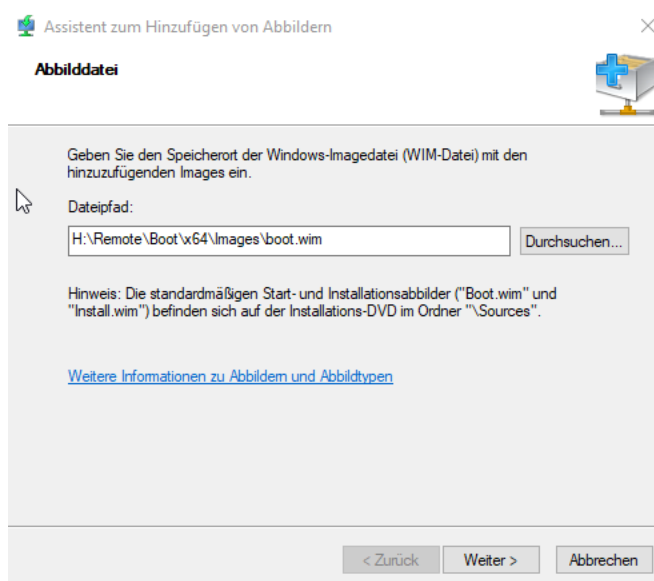 Assistent zum Hinzufügen von Abbildern
Abbilddatei
Geben Sie den Speicherort der Windows-Imagedatei (WIM-Datei) mit den
hinzuzufügenden Images ein.
Dateipfad:
H:\Remote\Boot\x64\Images\boot.wim
Durchsuchen...
Hinweis: Die standardmäßigen Start- und Installationsabbilder ("Boot.wim" und
"Install.wim") befinden sich auf der Installations-DVD im Ordner "\Sources".
Weitere Informationen zu Abbildern und Abbildtypen
< Zurück Weiter > Abbrechen